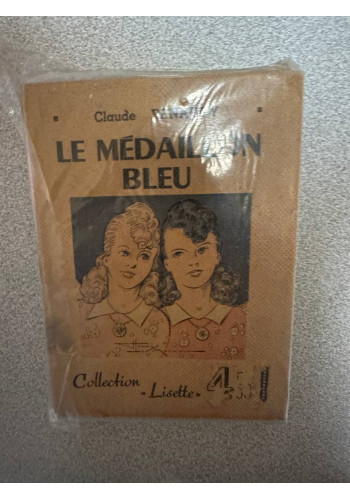 Claude
LE MÉDAILLON
BLEU
Collection
"Lisette"